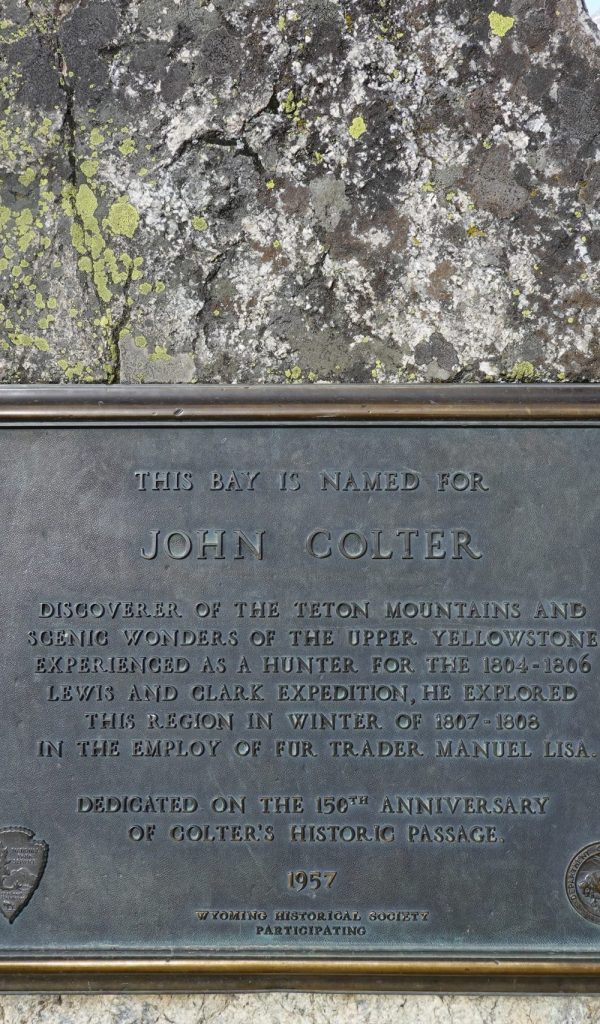 THIS BAY IS NAMED FOR
JOHN COLTER
DISCOVERER OF THE TETON MOUNTAINS AND
SCENIC WONDERS OF THE UPPER YELLOWSTONE
EXPERIENCED AS A HUNTER FOR THE 1804-1806
LEWIS AND CLARK EXPEDITION, HE EXPLORED
THIS REGION IN WINTER OF 1807-1808
IN THE EMPLOY OF FUR TRADER MANUEL LISA.
DEDICATED ON THE 150TH ANNIVERSARY
OF COLTER'S HISTORIC PASSAGE.
1957
WYOMING HISTORICAL SOCIETY
PARTICIPATING